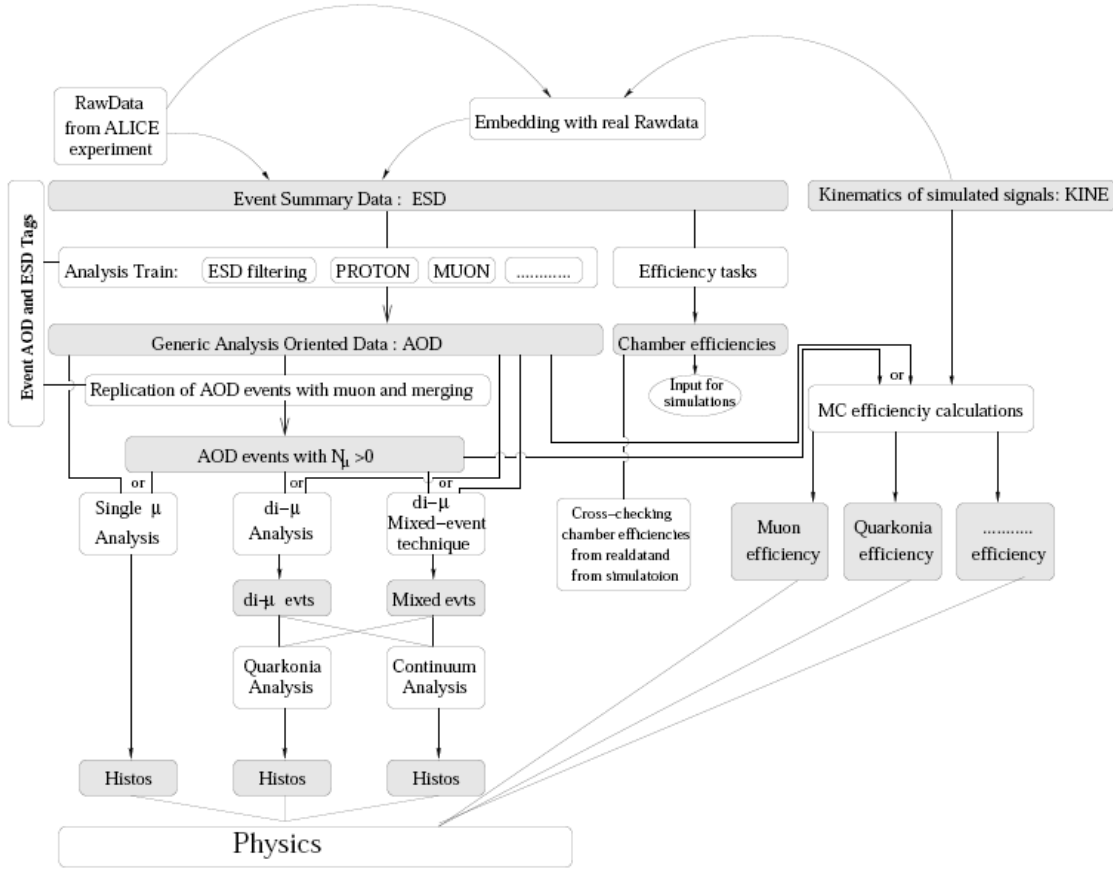 RawData
from ALICE
experiment
Embedding with real Rawdata
Event AOD and ESD Tags
Event Summary Data : ESD
Kinematics of simulated signals: KINE
Analysis Train:
ESD filtering
PROTON
MUON
............
Efficiency tasks
Generic Analysis Oriented Data : AOD
Chamber efficiencies
Replication of AOD events with muon and merging
Input for
simulations
or
MC efficienciy calculations
AOD events with Nμ >0
or
or
or
Single μ
Analysis
di-μ
Analysis
di-μ
Mixed-event
technique
Cross-checking
chamber efficiencies
from realdatand
from simulatoion
Muon
efficiency
Quarkonia
efficiency
...........
efficiency
di-μ evts
Mixed evts
Quarkonia
Analysis
Continuum
Analysis
Histos
Histos
Histos
Physics